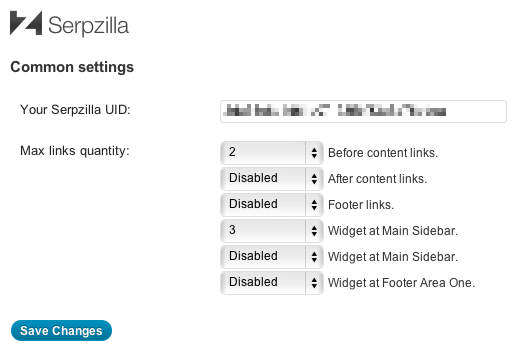 Serpzilla
Common settings
Your Serpzilla UID:
Max links quantity: 2 Before content links.
Disabled After content links.
Disabled Footer links.
3 Widget at Main Sidebar.
Disabled Widget at Main Sidebar.
Disabled Widget at Footer Area One.
Save Changes